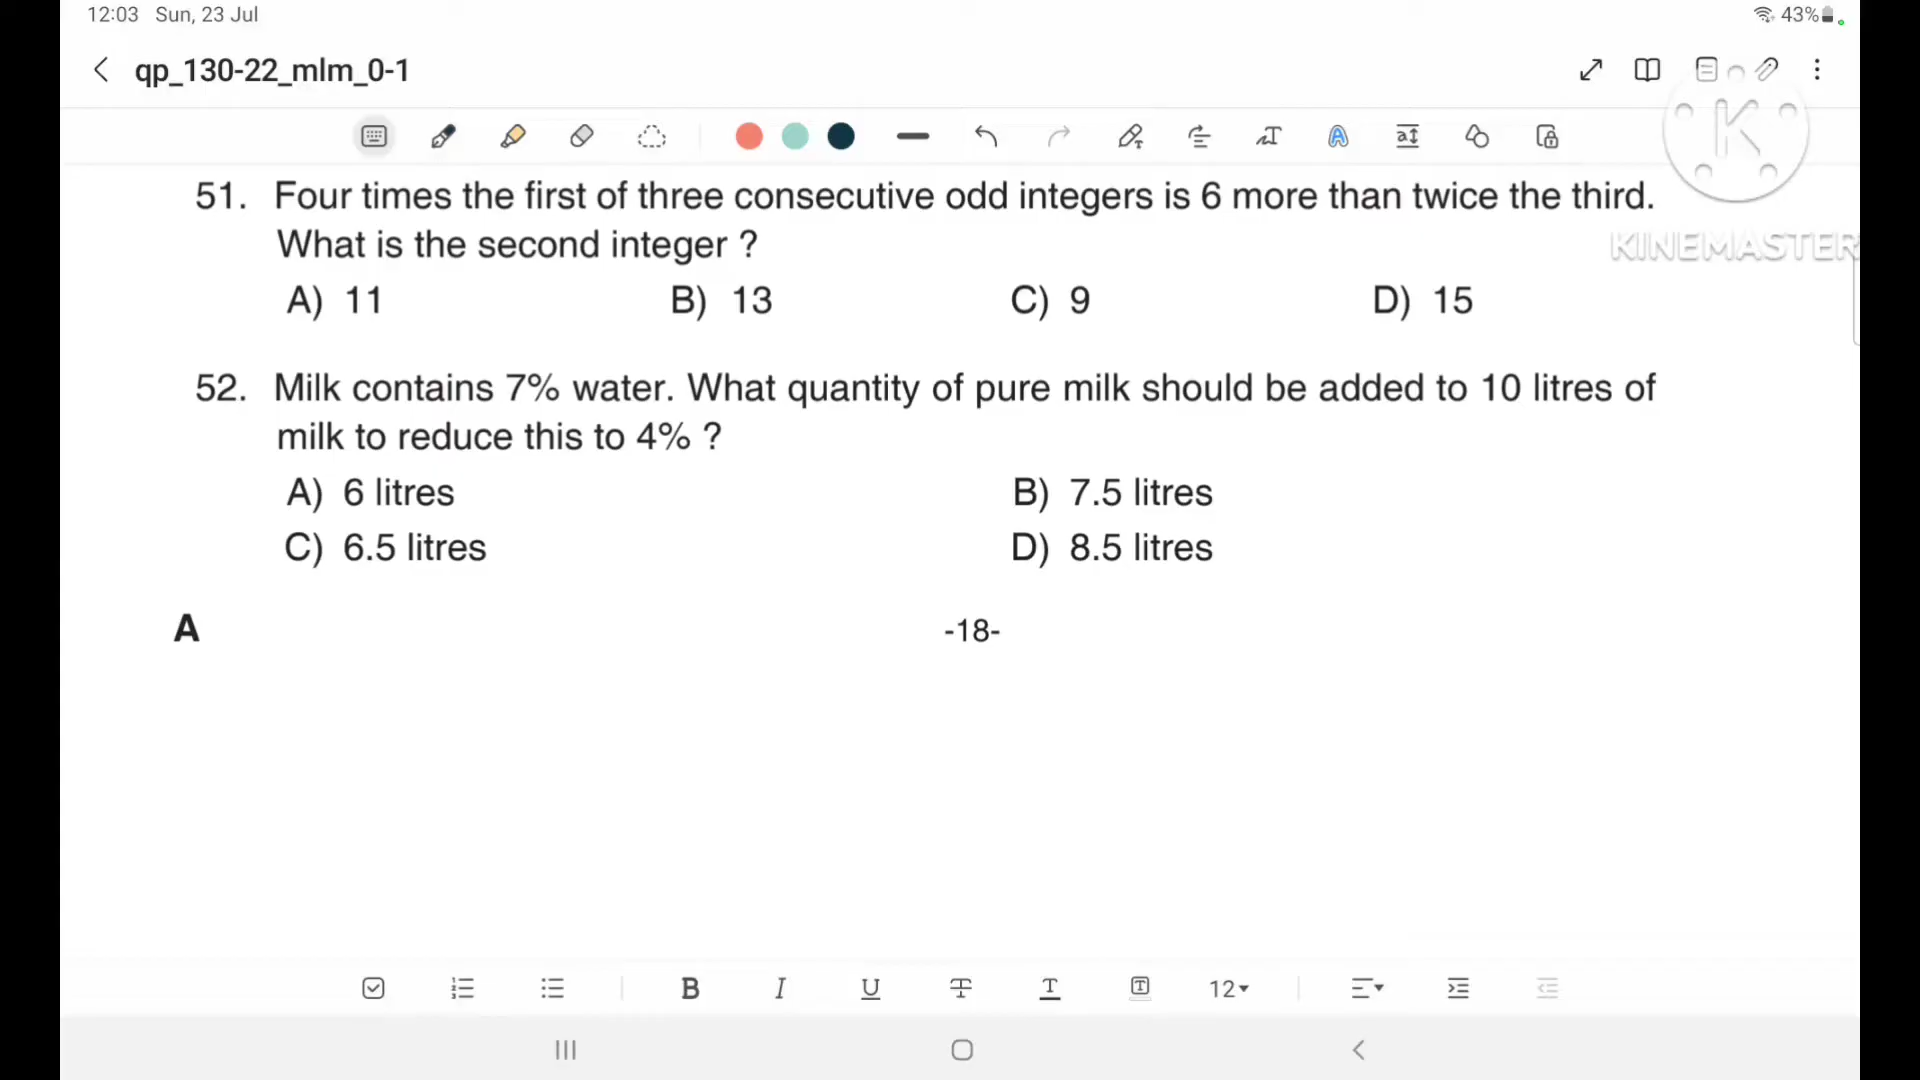 12:03 Sun, 23 Jul
43%
qp_130-22_mlm_0-1
KINEMASTER
51. Four times the first of three consecutive odd integers is 6 more than twice the third.
What is the second integer ?
A) 11 B) 13 C) 9 D) 15
52. Milk contains 7% water. What quantity of pure milk should be added to 10 litres of
milk to reduce this to 4% ?
A) 6 litres B) 7.5 litres
C) 6.5 litres D) 8.5 litres
A -18-
B I U T T T 12